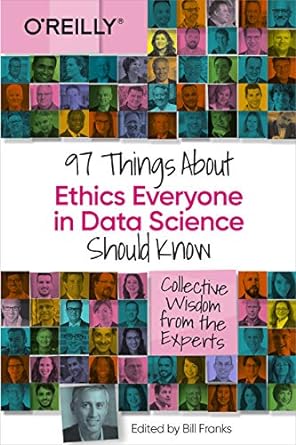 O'REILLY®
97 Things About
Ethics Everyone
in Data Science
Should Know
Collective
Wisdom
from the
Experts
Edited by Bill Franks